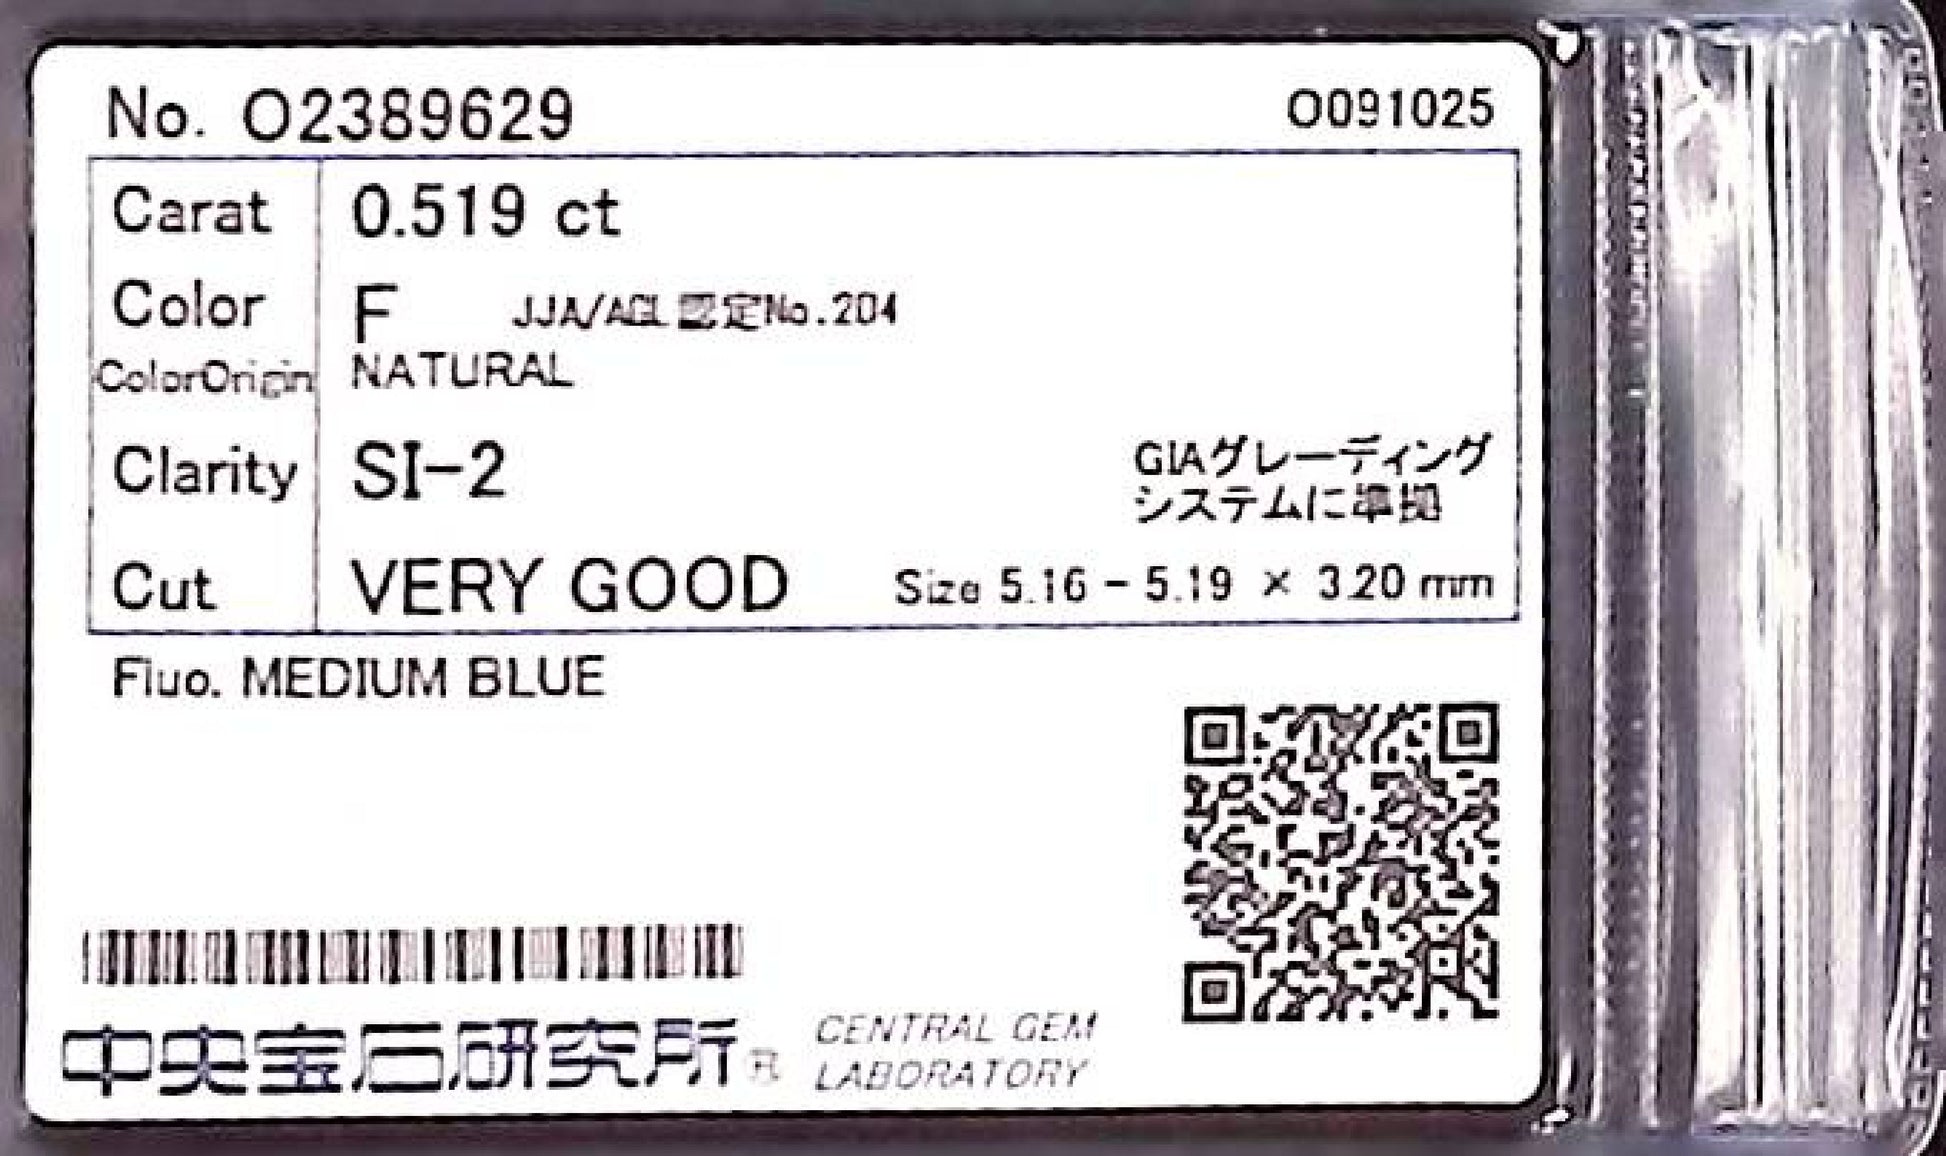 No. O2389629 O091025
Carat 0.519 ct
Color F JJA/AGL認定No.204
ColorOrigin NATURAL
Clarity SI-2 GIAグレーディング
システムに準拠
Cut VERY GOOD Size 5.16 - 5.19 × 3.20 mm
Fluo. MEDIUM BLUE
中央宝石研究所® CENTRAL GEM
LABORATORY